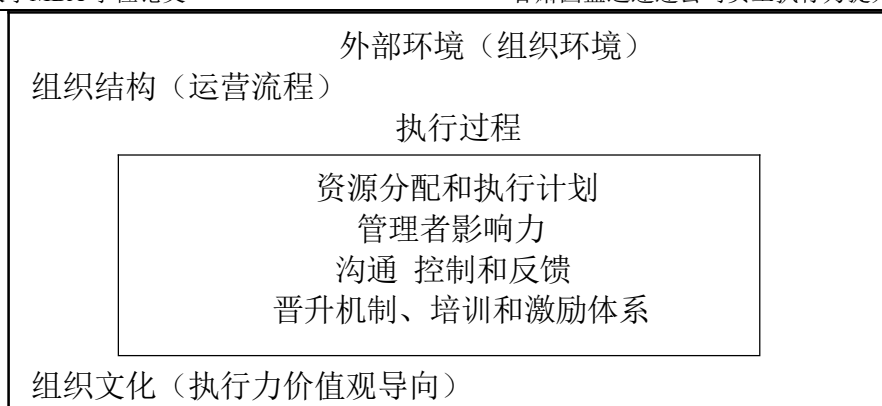 外部环境（组织环境）
组织结构（运营流程）
执行过程
资源分配和执行计划
管理者影响力
沟通 控制和反馈
晋升机制、培训和激励体系
组织文化（执行力价值观导向）